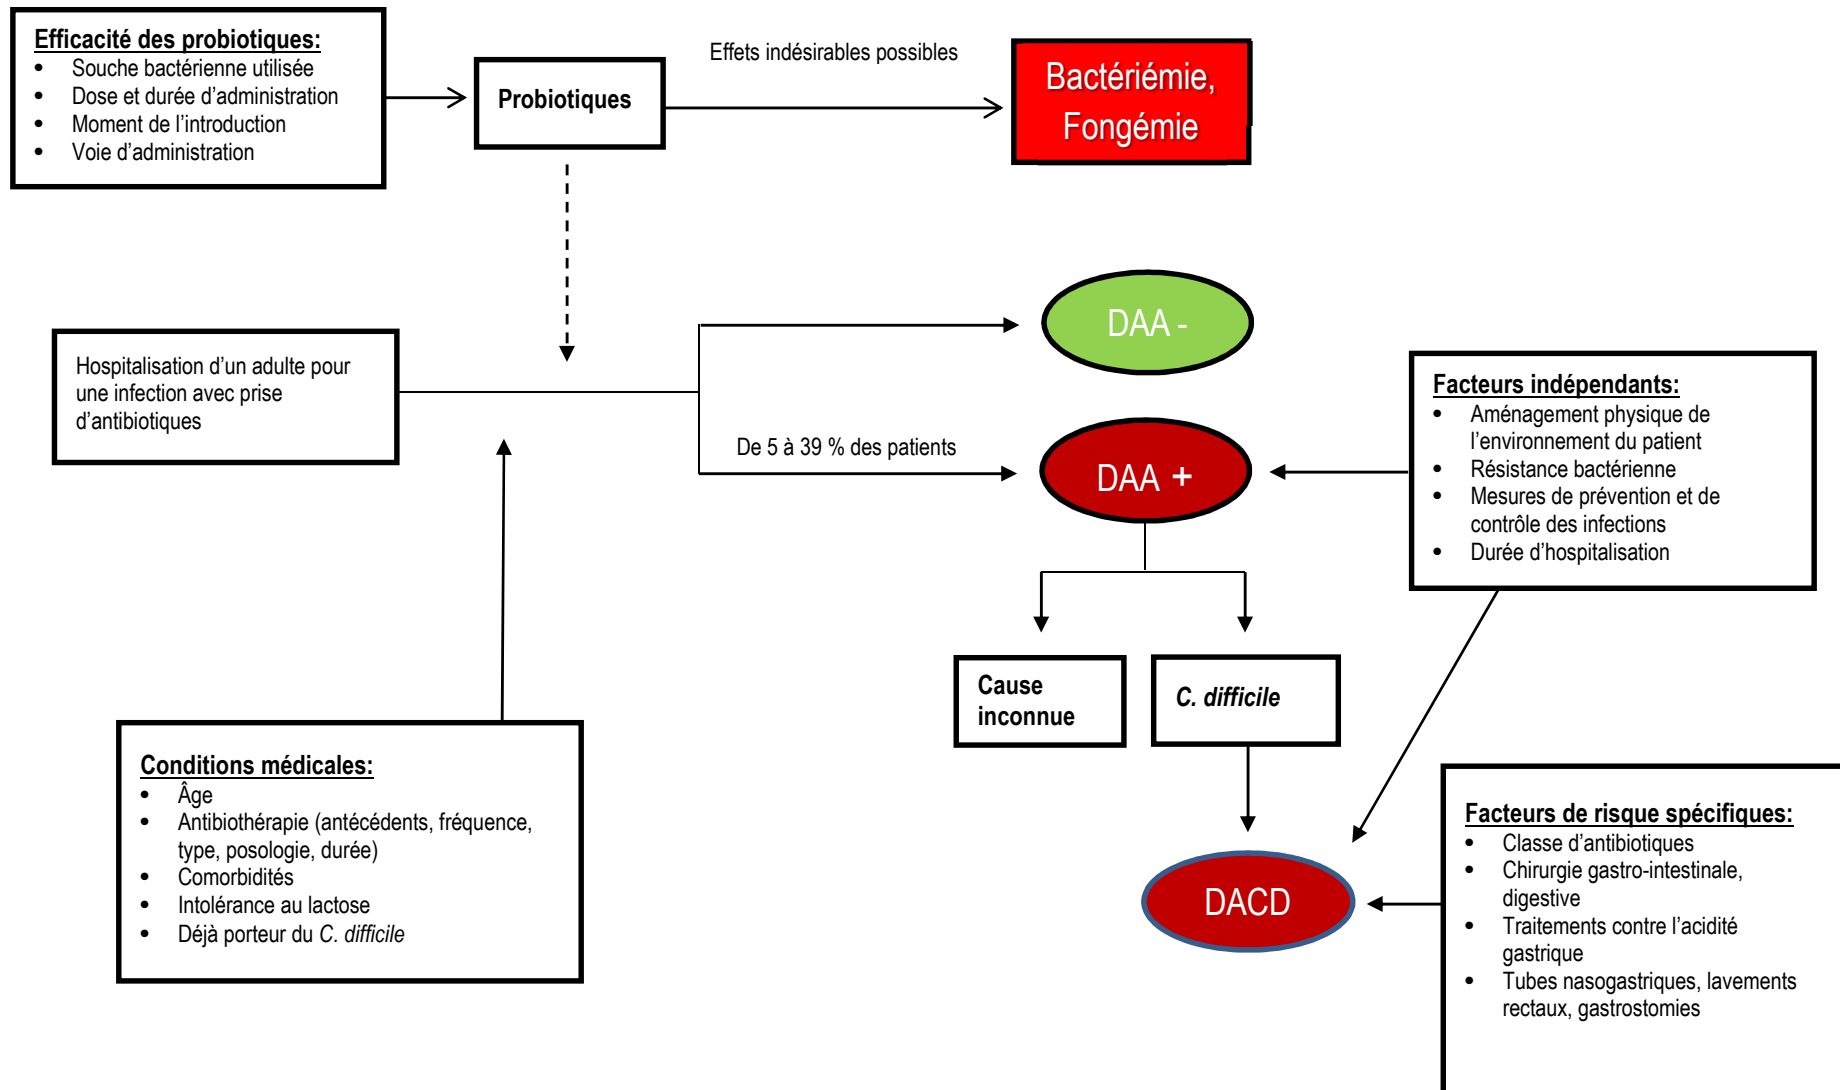 Efficacité des probiotiques:
• Souche bactérienne utilisée
• Dose et durée d’administration
• Moment de l’introduction
• Voie d’administration
Probiotiques
Effets indésirables possibles
Bactériémie,
Fongémie
DAA -
Hospitalisation d’un adulte pour
une infection avec prise
d’antibiotiques
De 5 à 39 % des patients
DAA +
Facteurs indépendants:
• Aménagement physique de
l’environnement du patient
• Résistance bactérienne
• Mesures de prévention et de
contrôle des infections
• Durée d’hospitalisation
Cause
inconnue
C. difficile
Conditions médicales:
• Âge
• Antibiothérapie (antécédents, fréquence,
type, posologie, durée)
• Comorbidités
• Intolérance au lactose
• Déjà porteur du C. difficile
DACD
Facteurs de risque spécifiques:
• Classe d’antibiotiques
• Chirurgie gastro-intestinale,
digestive
• Traitements contre l’acidité
gastrique
• Tubes nasogastriques, lavements
rectaux, gastrostomies